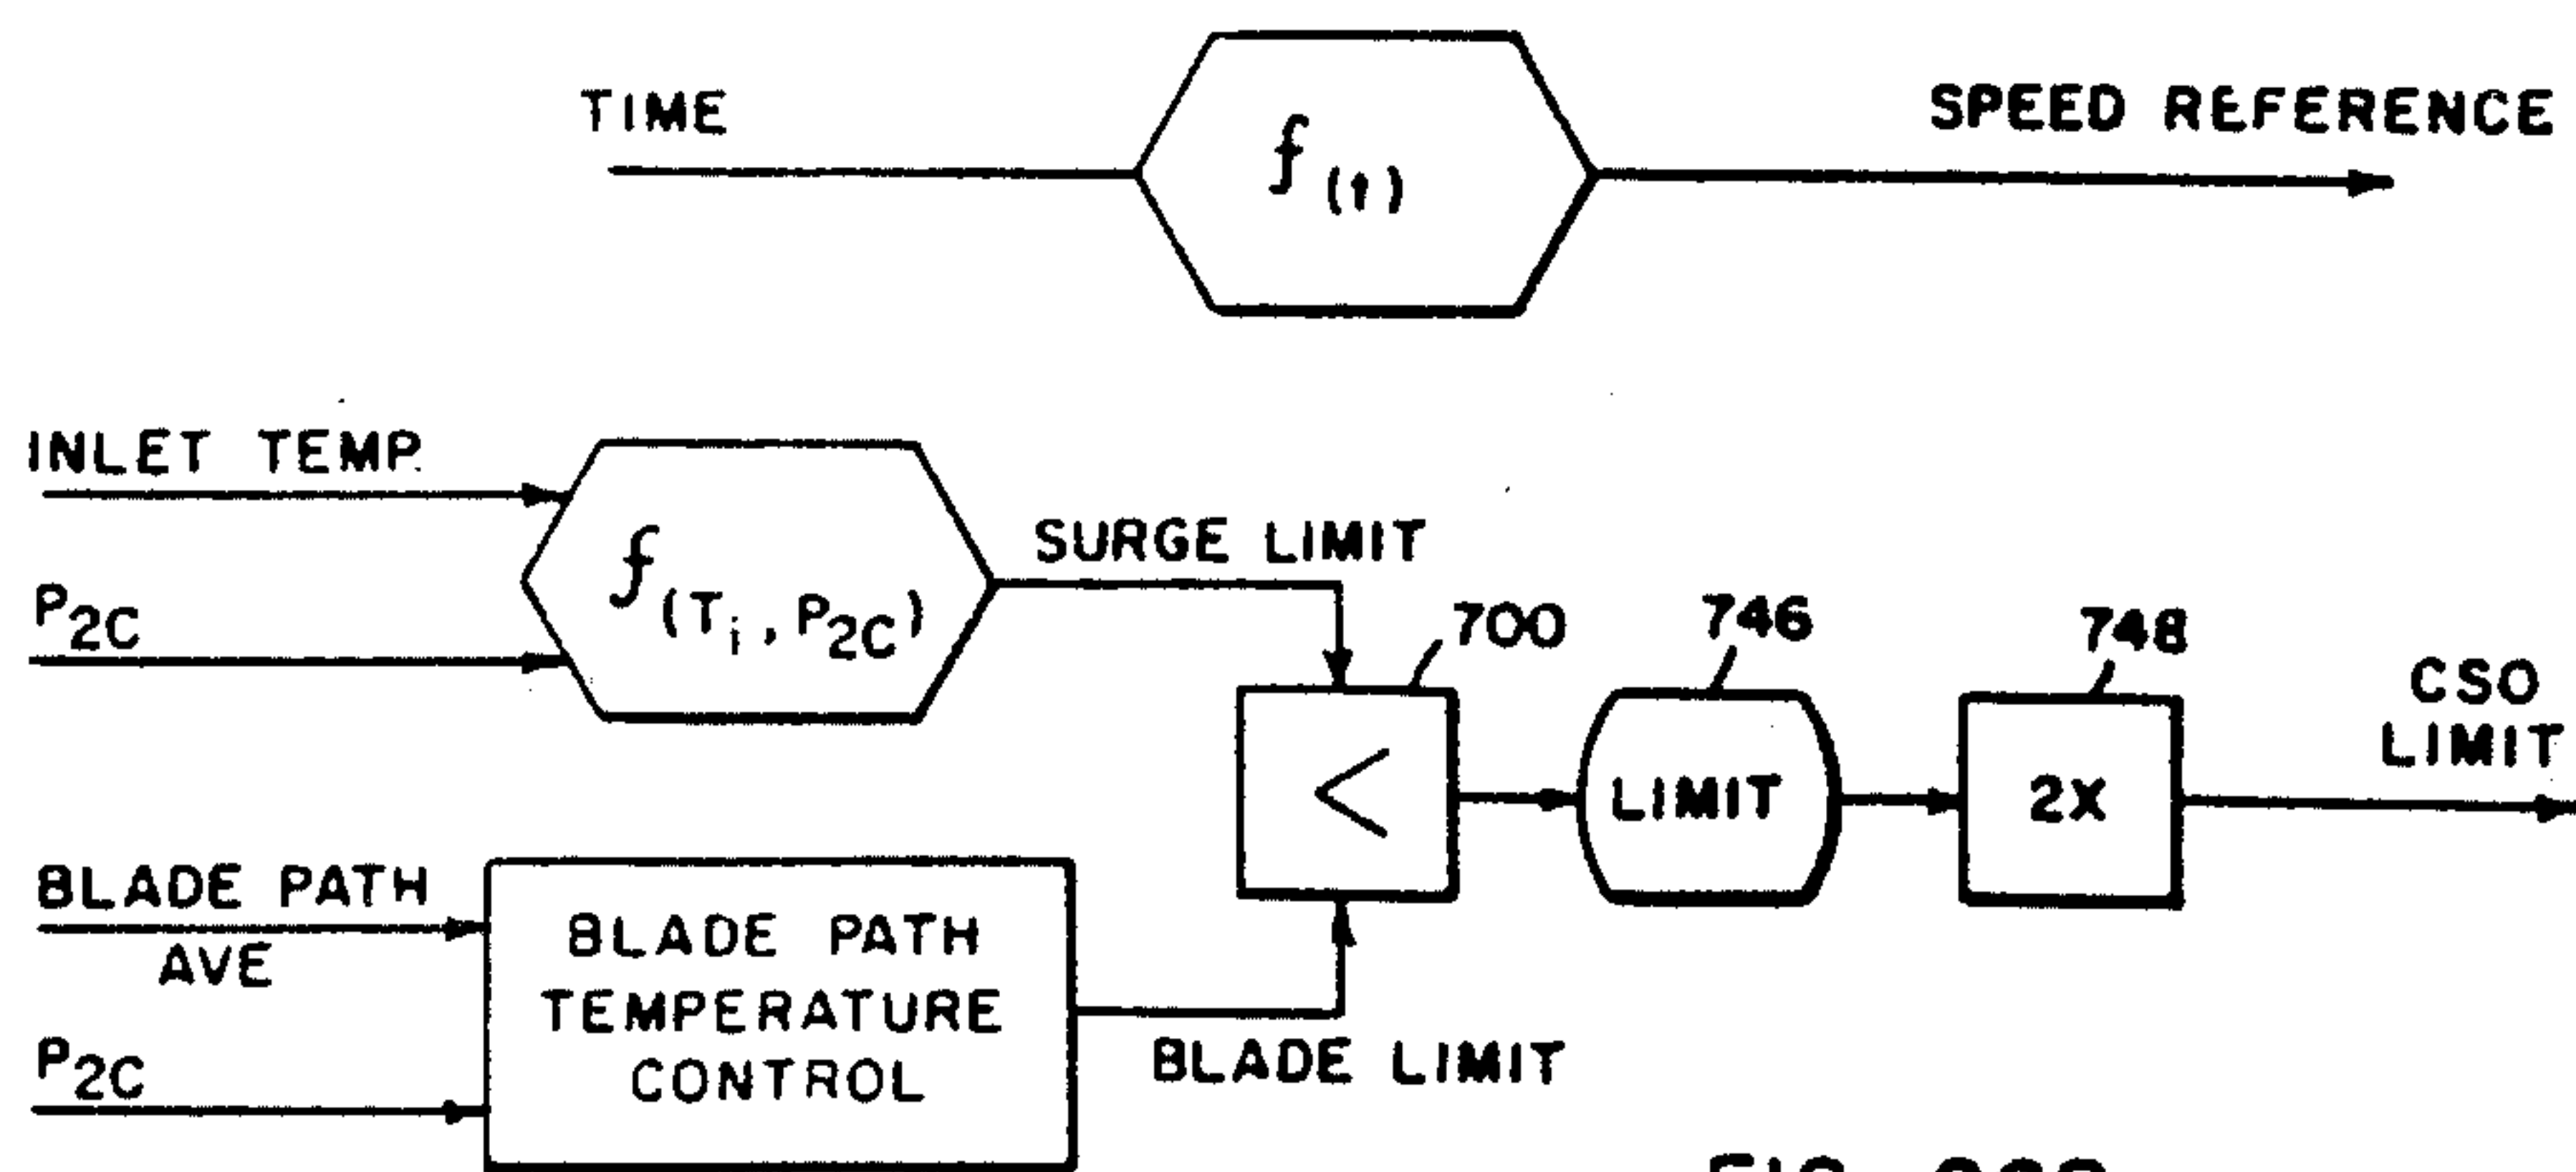 TIME
f(t)
SPEED REFERENCE
INLET TEMP.
P2C
f(Ti, P2C)
SURGE LIMIT
700
746
748
<
LIMIT
2X
CSO
LIMIT
BLADE PATH
AVE
P2C
BLADE PATH
TEMPERATURE
CONTROL
BLADE LIMIT